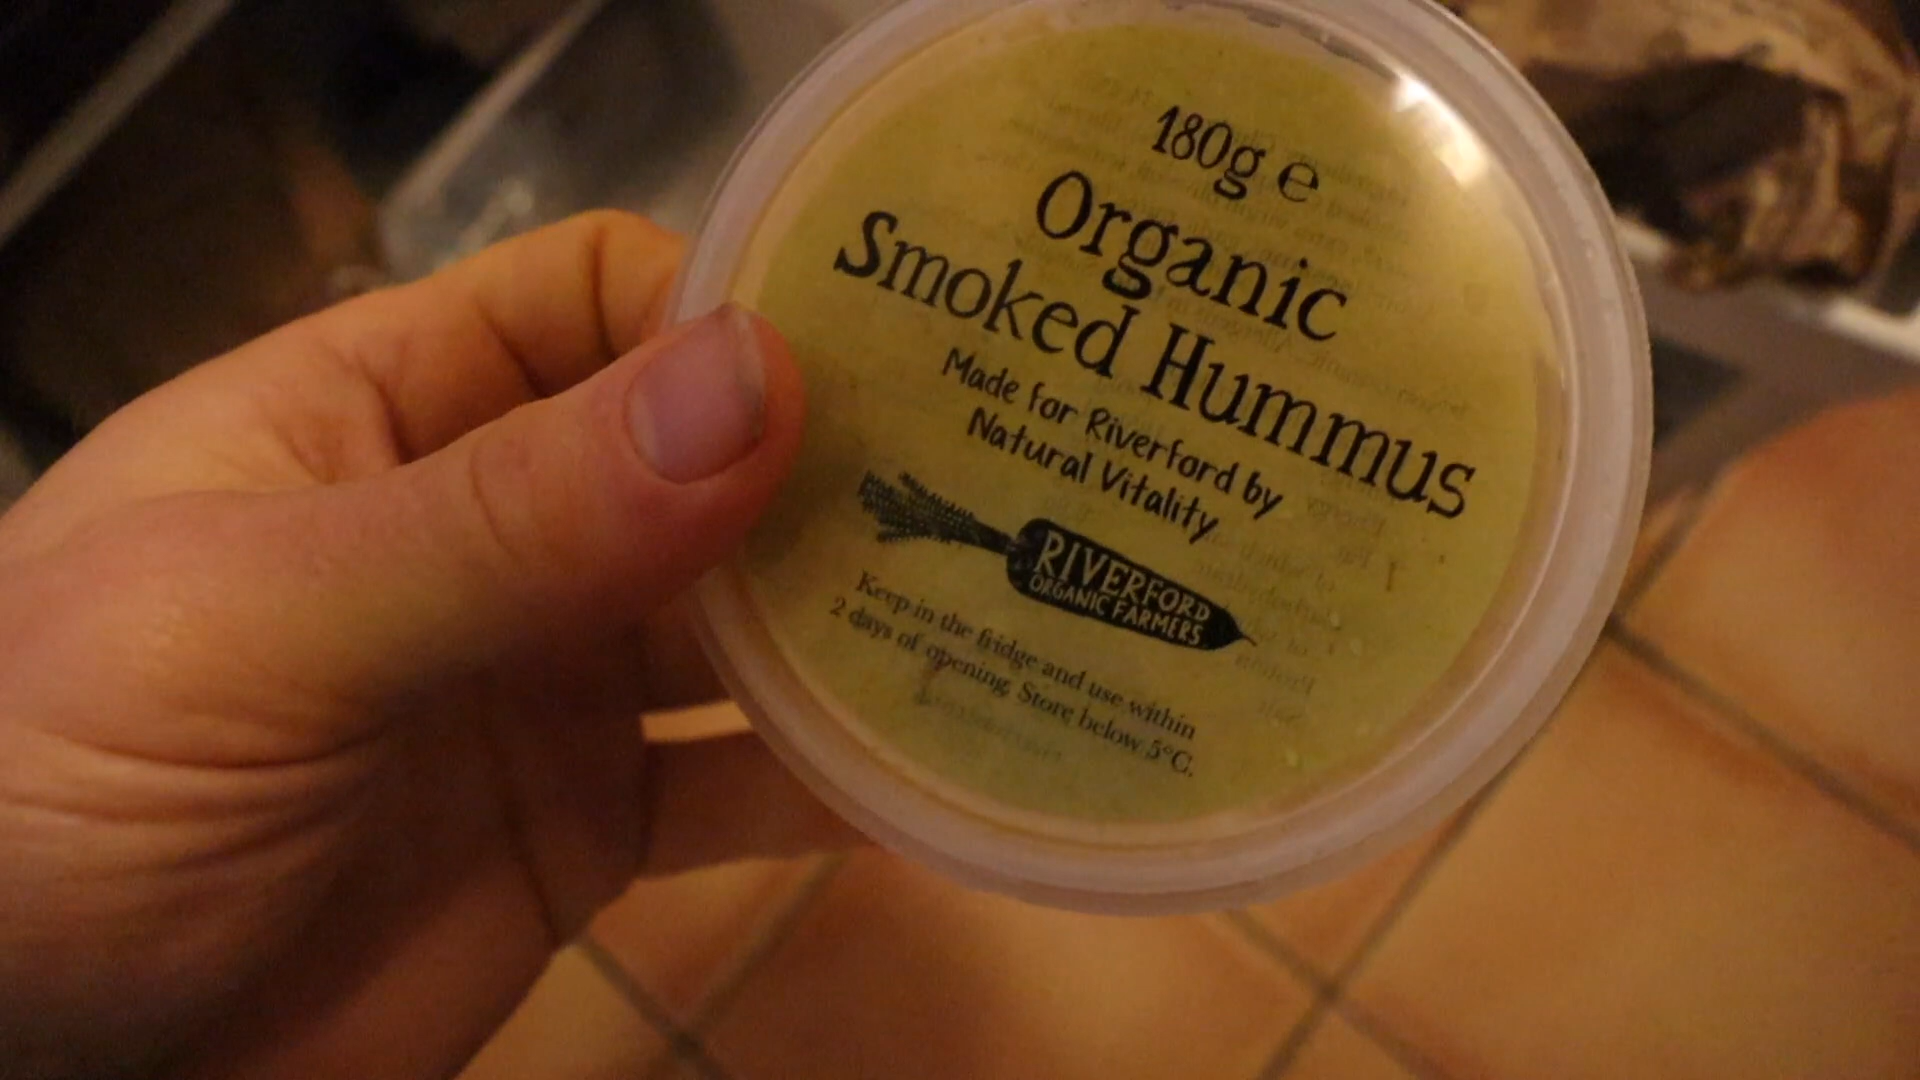 180g e
Organic
Smoked Hummus
Made for Riverford by
Natural Vitality
RIVERFORD
ORGANIC FARMERS
Keep in the fridge and use within
2 days of opening. Store below 5°C.